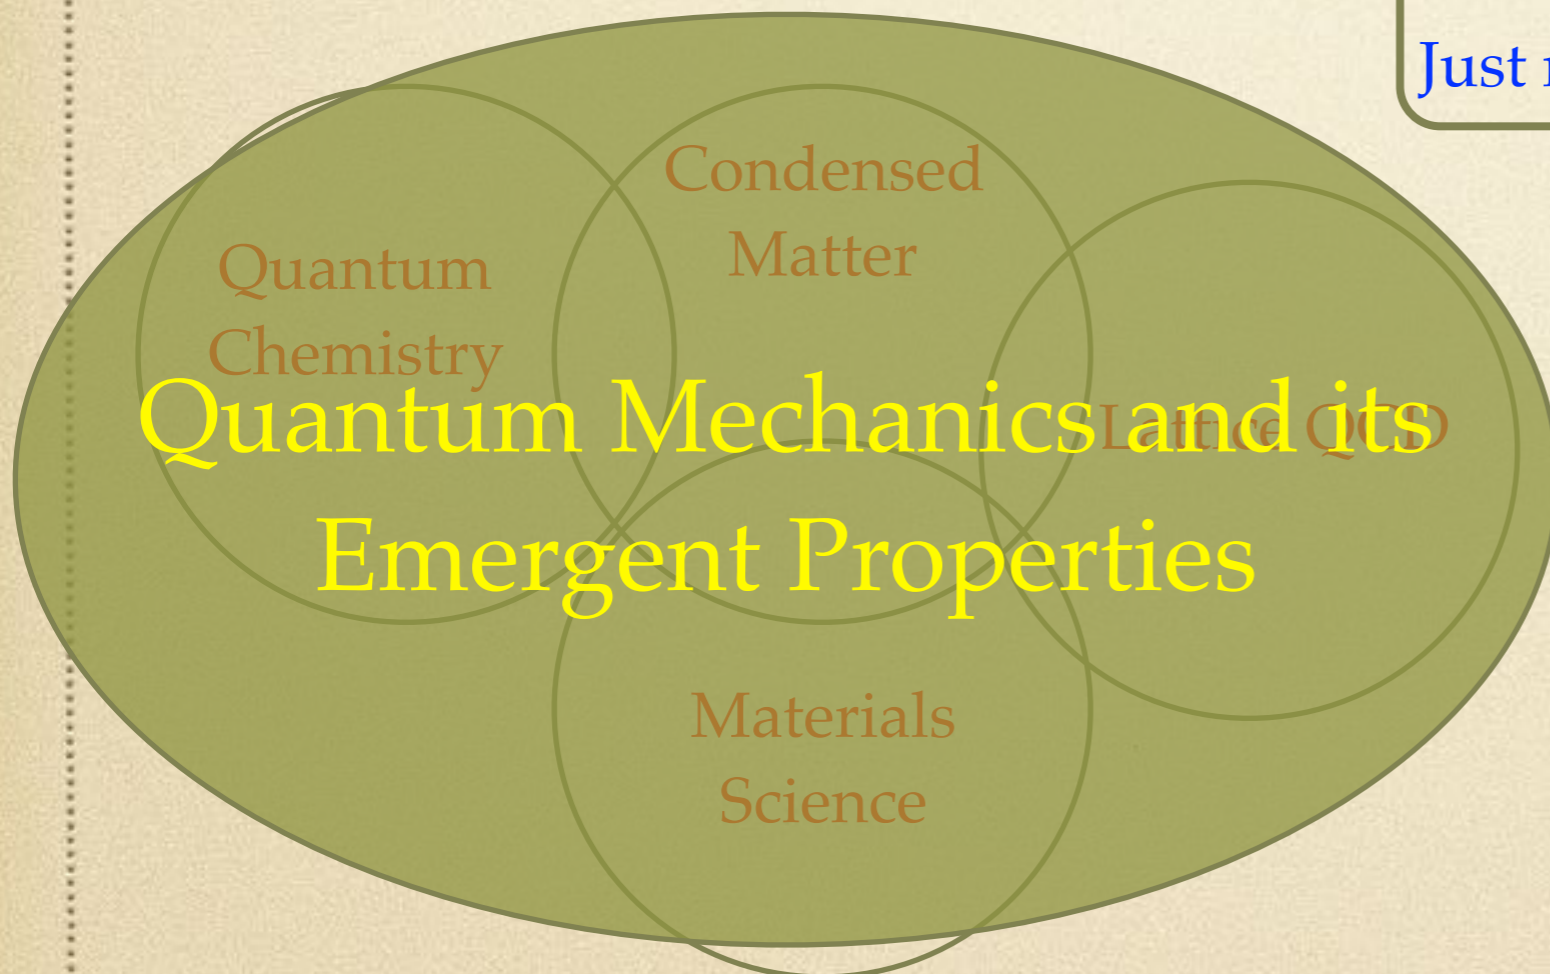 Just
Condensed
Matter
Quantum
Chemistry
Lattice QCD
Quantum Mechanics and its
Emergent Properties
Materials
Science